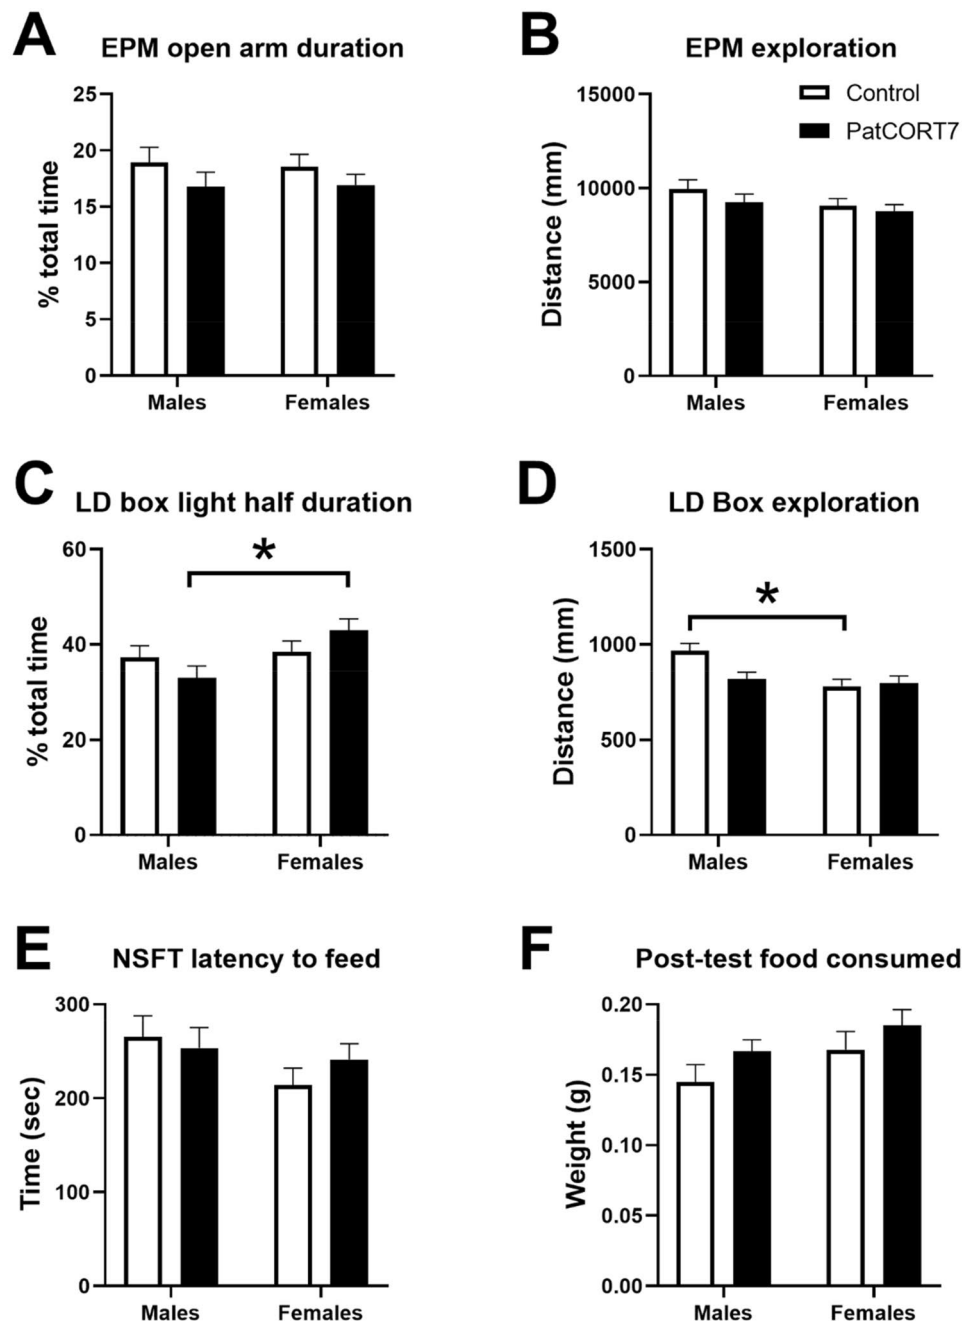 A
EPM open arm duration
% total time
25
20
15
10
5
0
Males
Females
B
EPM exploration
Control
PatCORT7
Distance (mm)
15000
10000
5000
0
Males
Females
C
LD box light half duration
*
% total time
60
40
20
0
Males
Females
D
LD Box exploration
*
Distance (mm)
1500
1000
500
0
Males
Females
E
NSFT latency to feed
Time (sec)
300
200
100
0
Males
Females
F
Post-test food consumed
Weight (g)
0.20
0.15
0.10
0.05
0.00
Males
Females